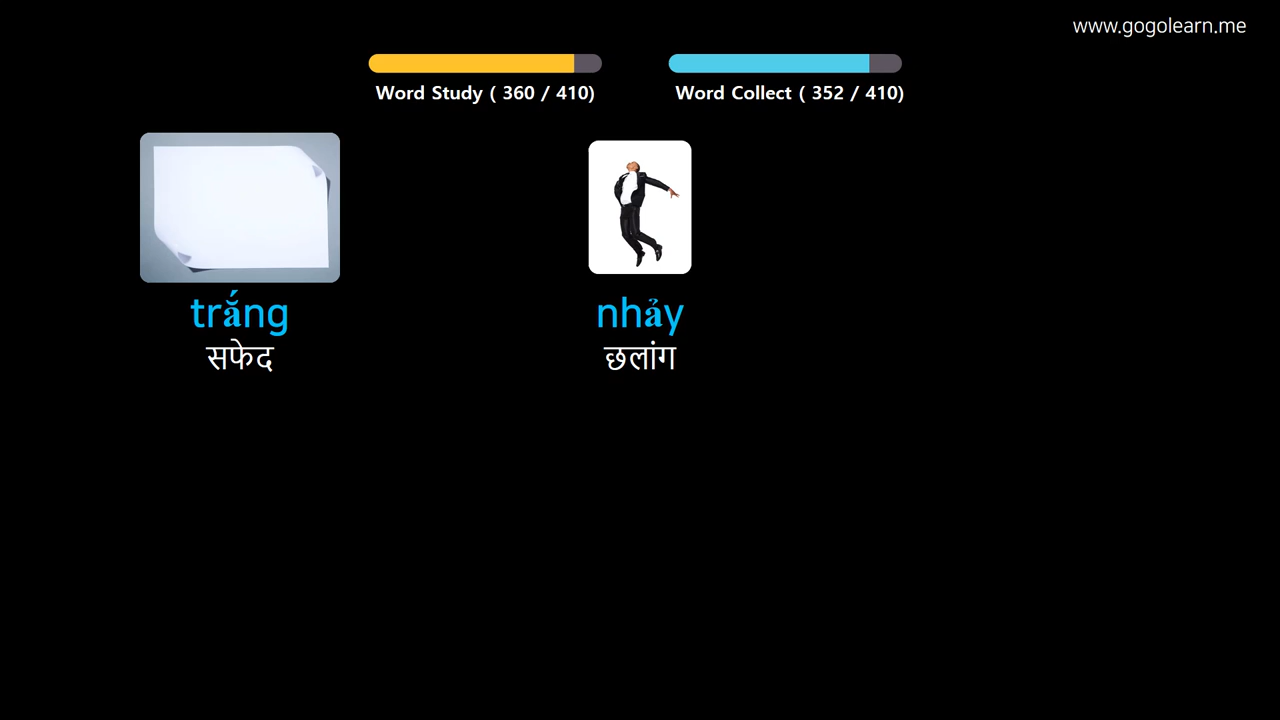 www.gogolearn.me
Word Study ( 360 / 410)
Word Collect ( 352 / 410)
trắng
सफेद
nhảy
छलांग